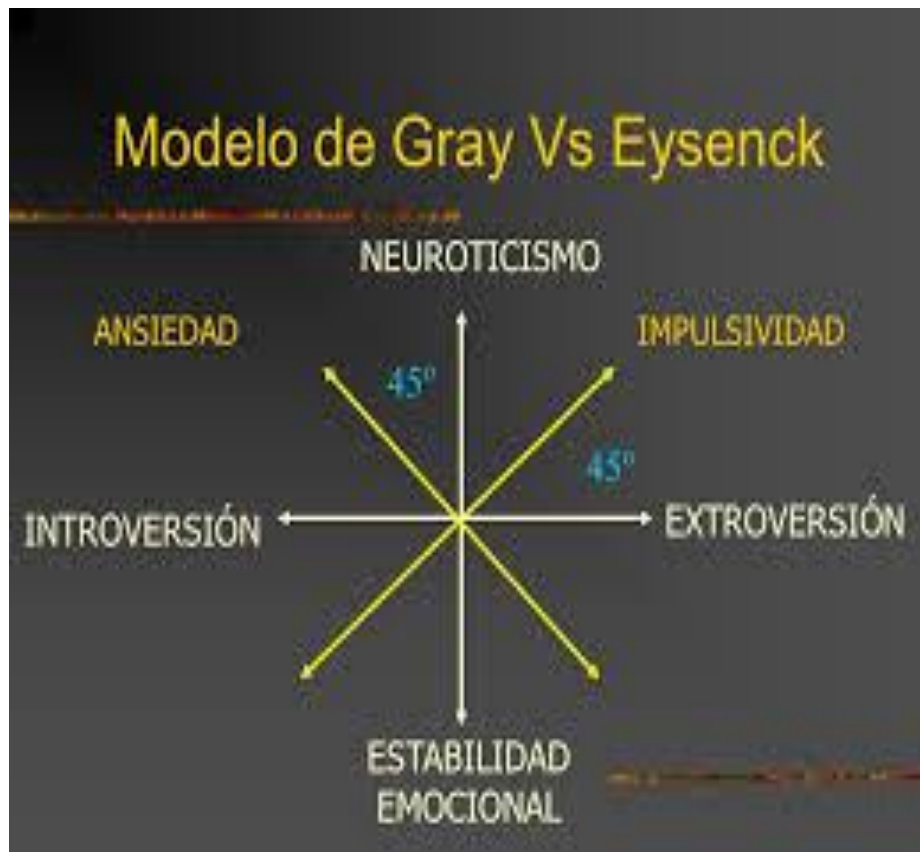 Modelo de Gray Vs Eysenck
NEUROTICISMO
ANSIEDAD
IMPULSIVIDAD
45º
45º
INTROVERSIÓN
EXTROVERSIÓN
ESTABILIDAD
EMOCIONAL